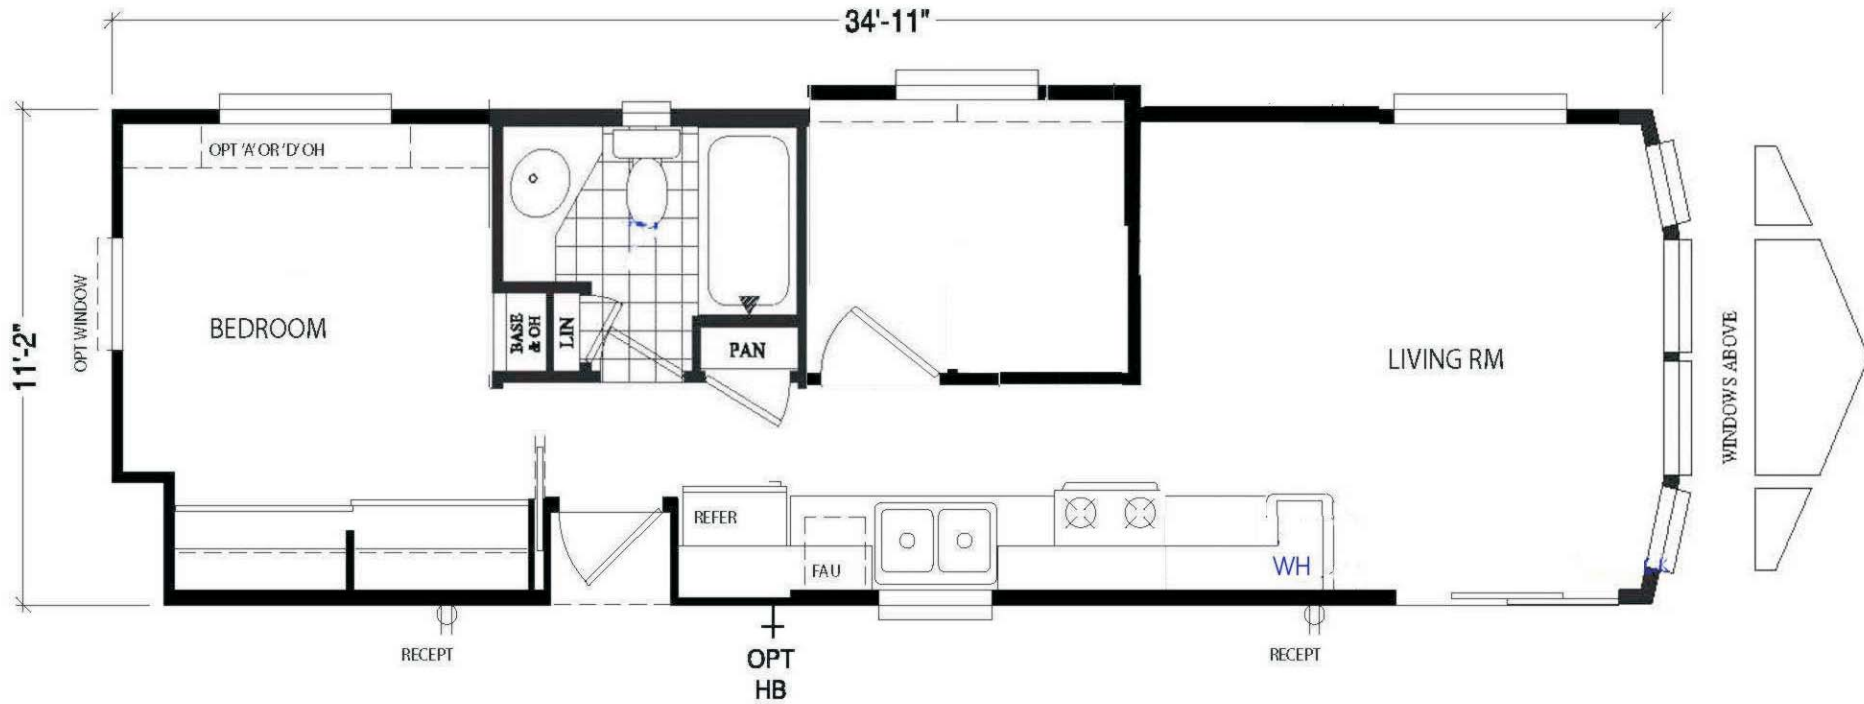 34'-11"
OPT 'A' OR 'D' OH
11'-2"
OPT WINDOW
BEDROOM
BASE
& OH
LIN
PAN
LIVING RM
WINDOWS ABOVE
REFER
FAU
WH
RECEPT
OPT
HB
RECEPT